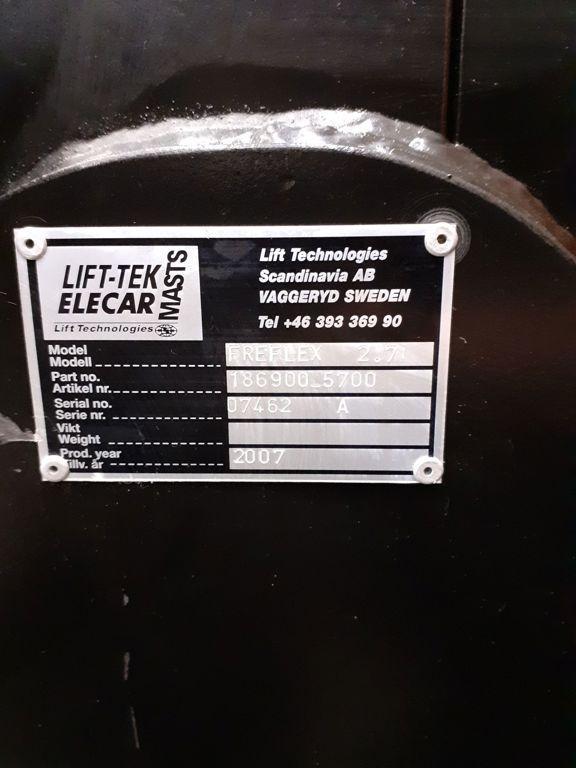 LIFT-TEK
ELECAR
MASTS
Lift Technologies
Lift Technologies
Scandinavia AB
VAGGERYD SWEDEN
Tel +46 393 369 90
Model
Modell FREFLEX 2.7T
Part no. 186900_5700
Artikel nr.
Serial no. 07462 A
Serie nr.
Vikt
Weight
Prod. year 2007
Tillv. år